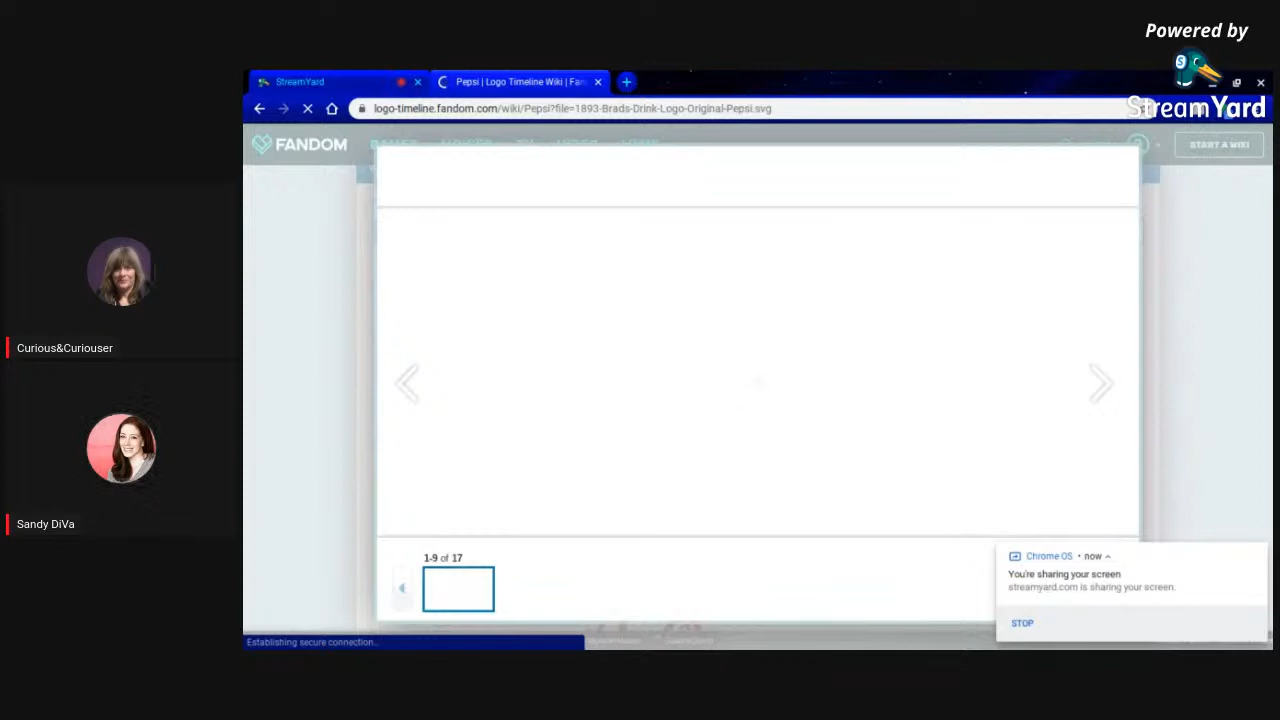 Powered by
StreamYard
StreamYard
Pepsi | Logo Timeline Wiki | Fan
logo-timeline.fandom.com/wiki/Pepsi?file=1893-Brads-Drink-Logo-Original-Pepsi.svg
FANDOM
START A WIKI
Curious&Curiouser
Sandy DiVa
1-9 of 17
Chrome OS • now
You're sharing your screen
streamyard.com is sharing your screen.
STOP
Establishing secure connection...